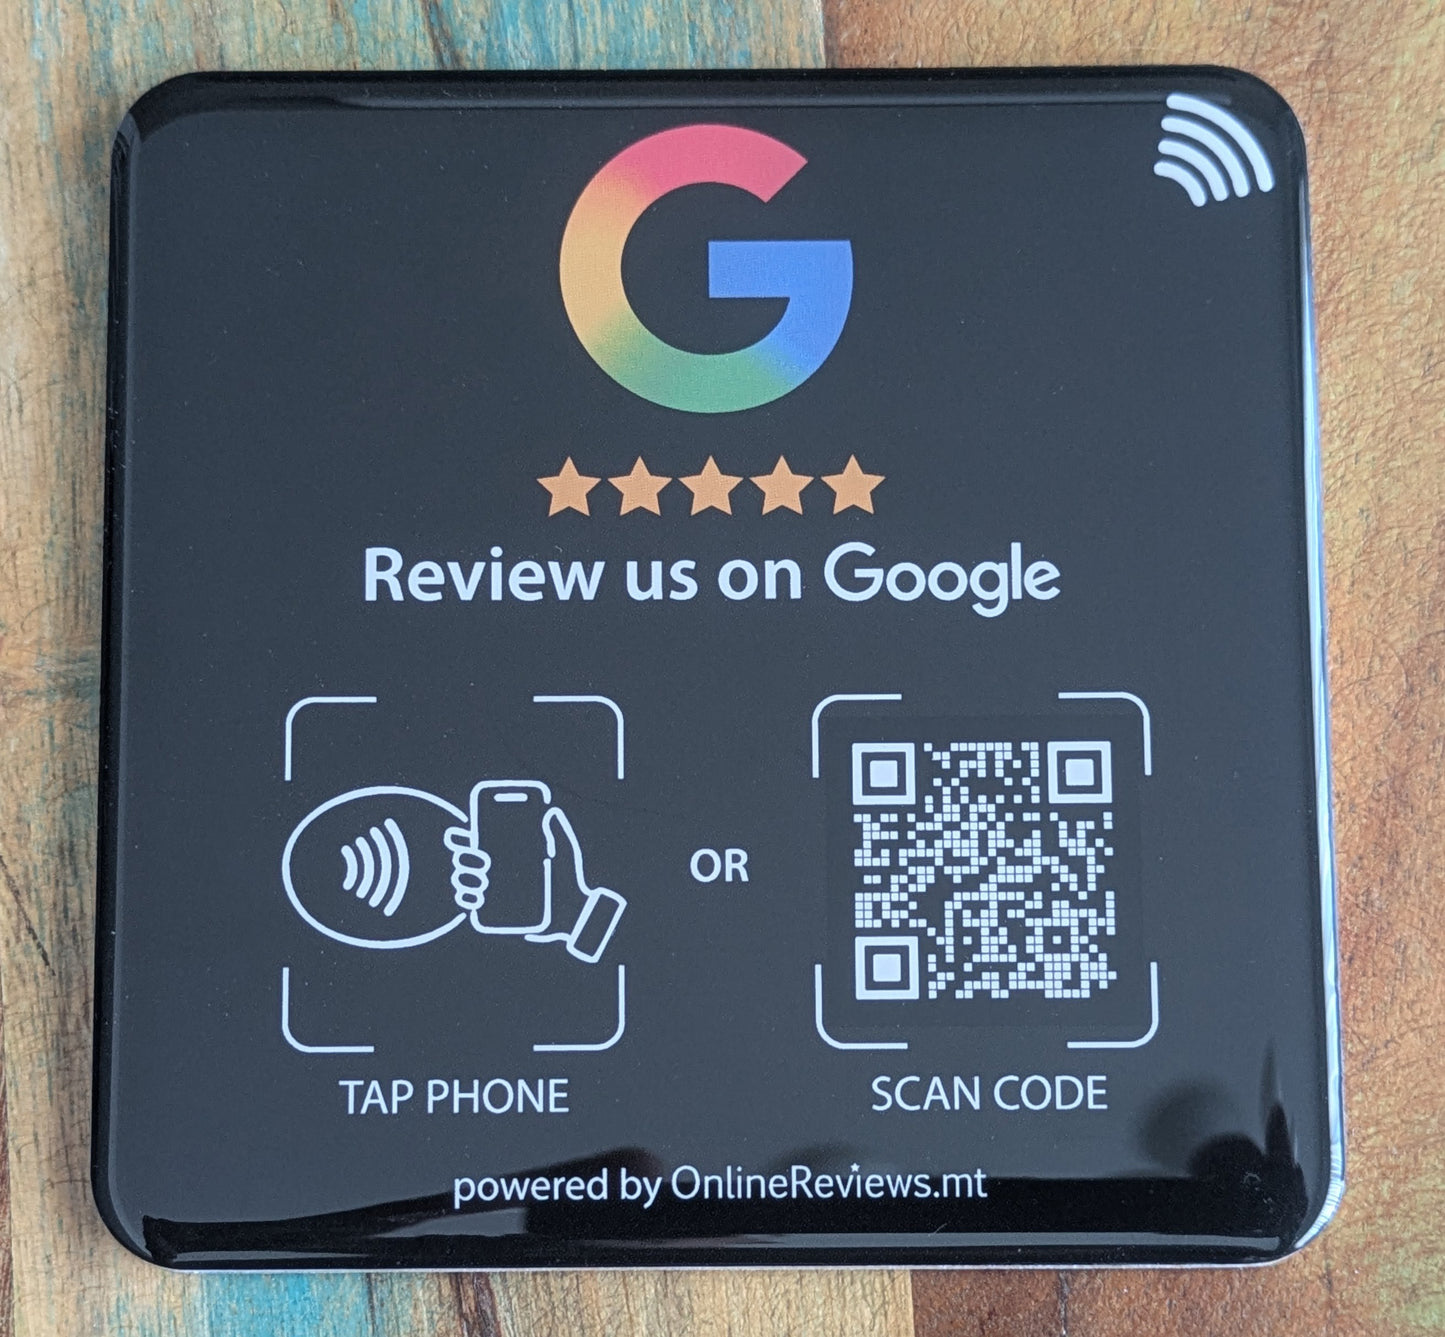 G
Review us on Google
OR
TAP PHONE
SCAN CODE
powered by OnlineReviews.mt